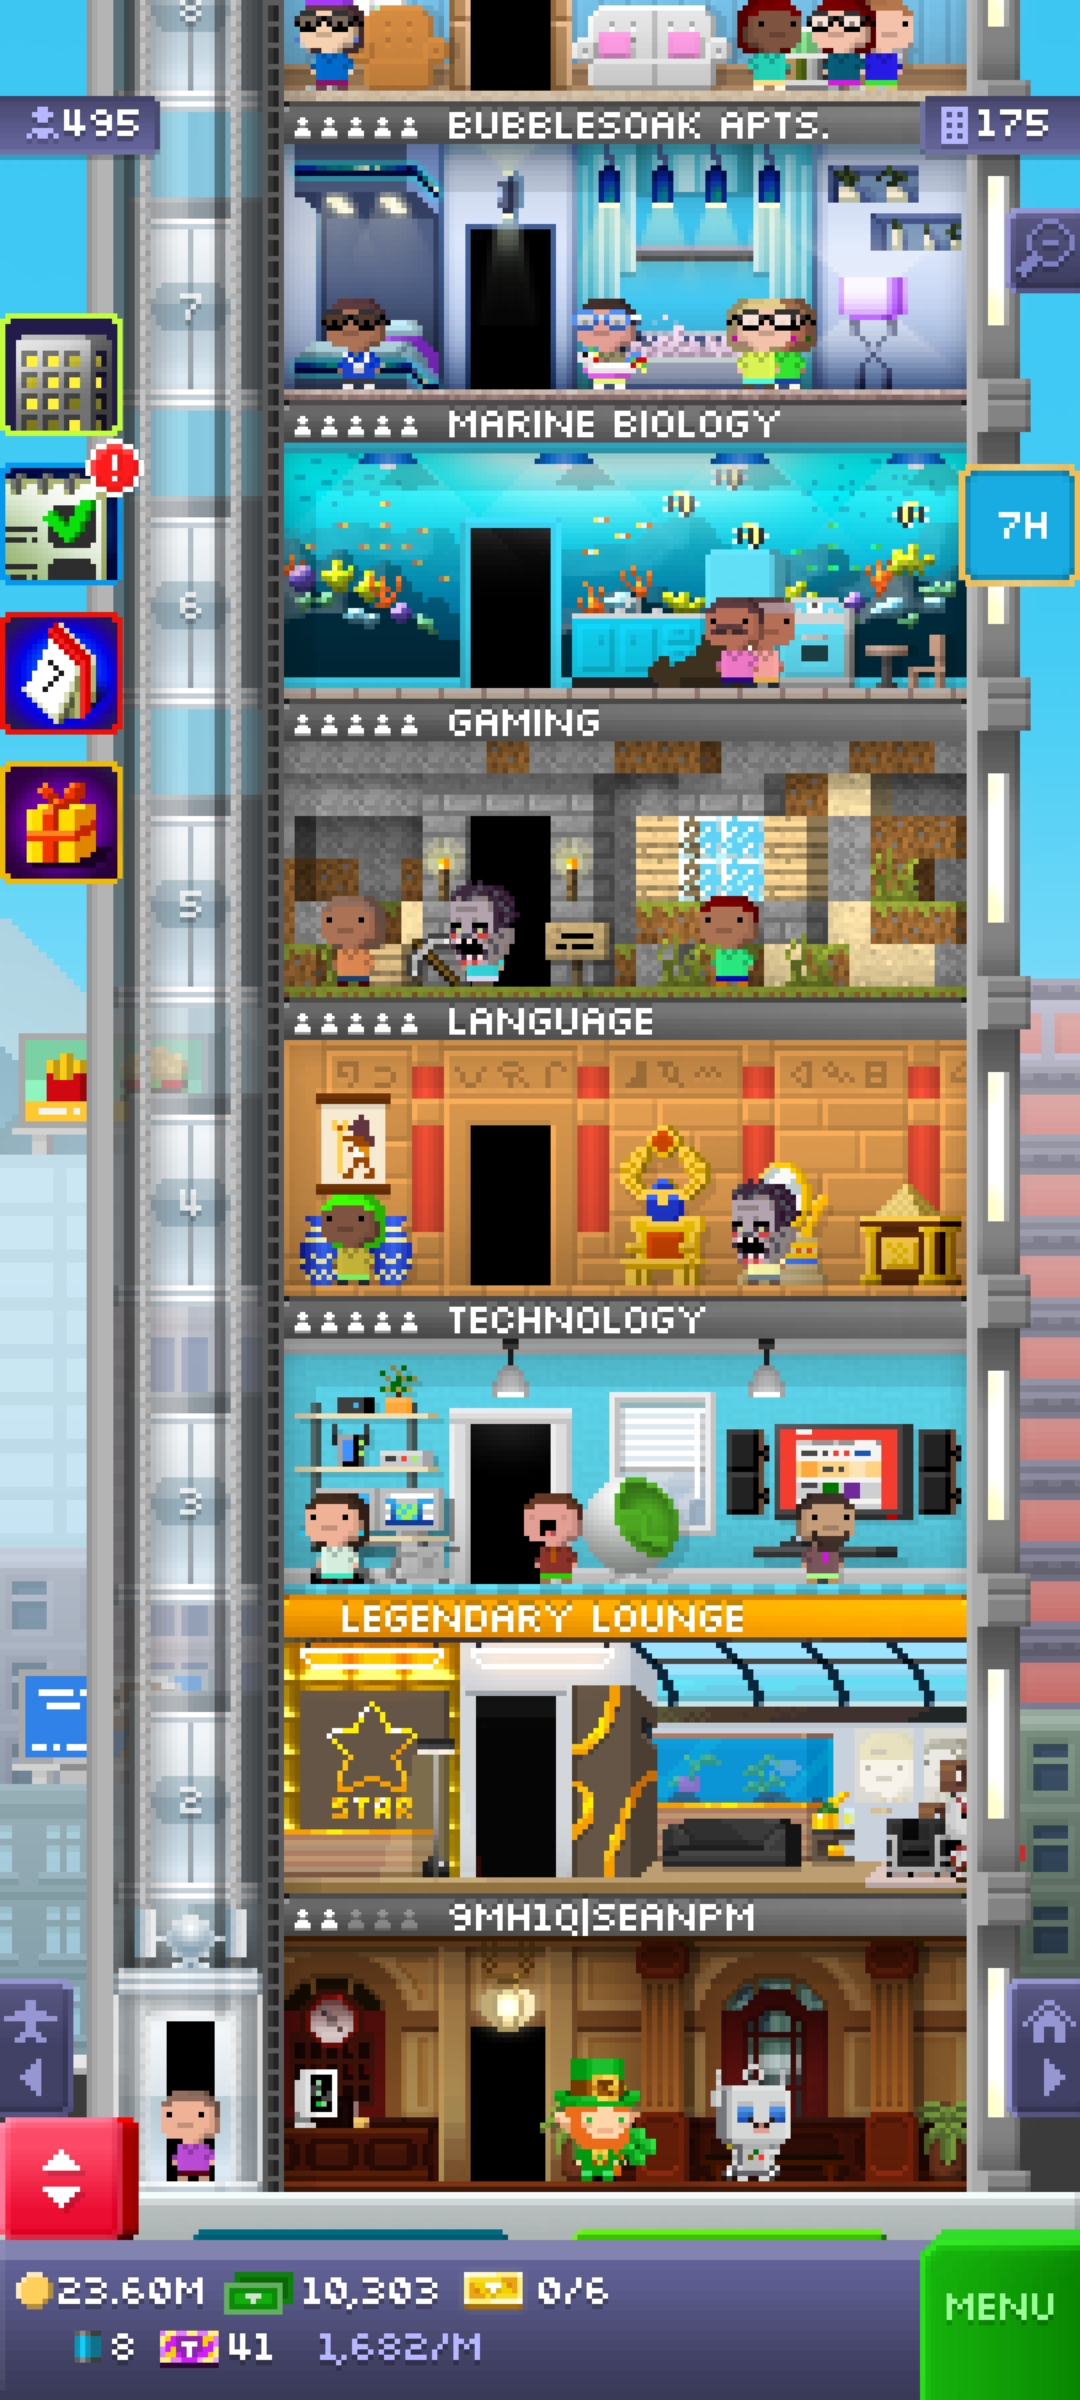 8
495
BUBBLESOAK APTS.
175
7
MARINE BIOLOGY
7H
6
GAMING
5
LANGUAGE
4
TECHNOLOGY
3
LEGENDARY LOUNGE
STAR
2
9MH1Q|SEANPM
23.60M 10,303 0/6
MENU
8 41 1,682/M